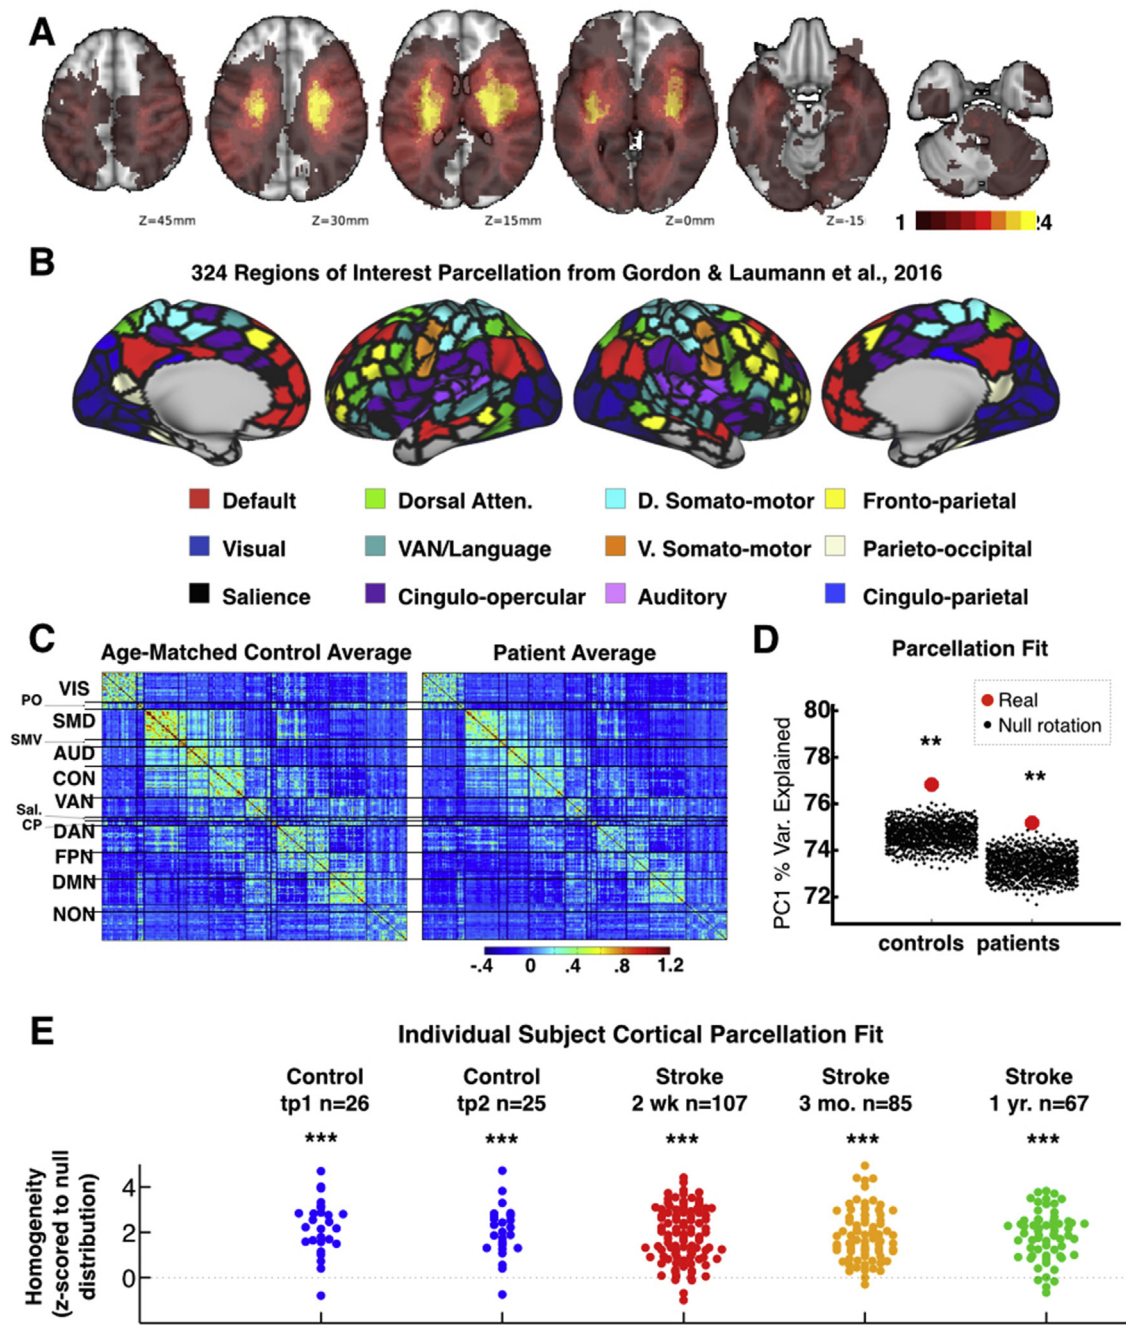 A
Z=45mm
Z=30mm
Z=15mm
Z=0mm
Z=-15
1
24
B
324 Regions of Interest Parcellation from Gordon & Laumann et al., 2016
Default
Dorsal Atten.
D. Somato-motor
Fronto-parietal
Visual
VAN/Language
V. Somato-motor
Parieto-occipital
Salience
Cingulo-opercular
Auditory
Cingulo-parietal
C
Age-Matched Control Average
Patient Average
VIS
PO
SMD
SMV
AUD
CON
VAN
Sal.
CP
DAN
FPN
DMN
NON
-.4
0
.4
.8
1.2
D
Parcellation Fit
Real
Null rotation
PC1 % Var. Explained
80
78
76
74
72
**
**
controls
patients
E
Individual Subject Cortical Parcellation Fit
Control
tp1 n=26
Control
tp2 n=25
Stroke
2 wk n=107
Stroke
3 mo. n=85
Stroke
1 yr. n=67
***
***
***
***
***
Homogeneity
(z-scored to null
distribution)
4
2
0